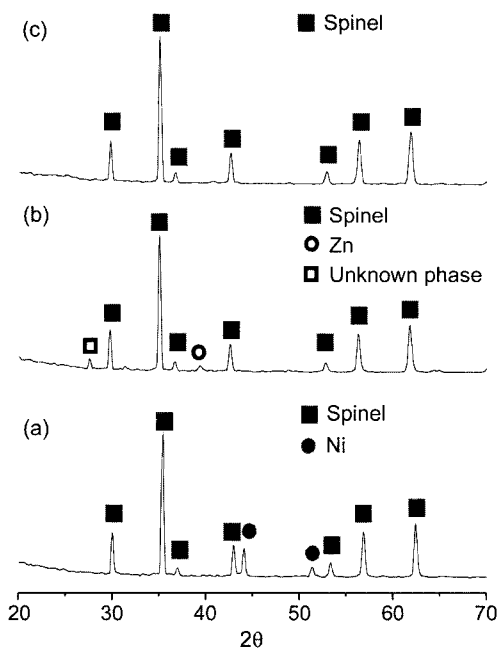 (c)
Spinel
(b)
Spinel
Zn
Unknown phase
(a)
Spinel
Ni
20 30 40 50 60 70
2θ